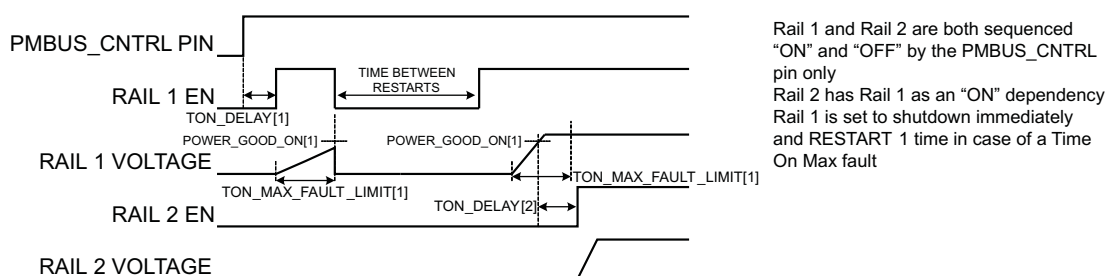 PMBUS_CNTRL PIN
RAIL 1 EN
TIME BETWEEN
RESTARTS
TON_DELAY[1]
POWER_GOOD_ON[1]
POWER_GOOD_ON[1]
RAIL 1 VOLTAGE
TON_MAX_FAULT_LIMIT[1]
TON_MAX_FAULT_LIMIT[1]
TON_DELAY[2]
RAIL 2 EN
RAIL 2 VOLTAGE
Rail 1 and Rail 2 are both sequenced
“ON” and “OFF” by the PMBUS_CNTRL
pin only
Rail 2 has Rail 1 as an “ON” dependency
Rail 1 is set to shutdown immediately
and RESTART 1 time in case of a Time
On Max fault